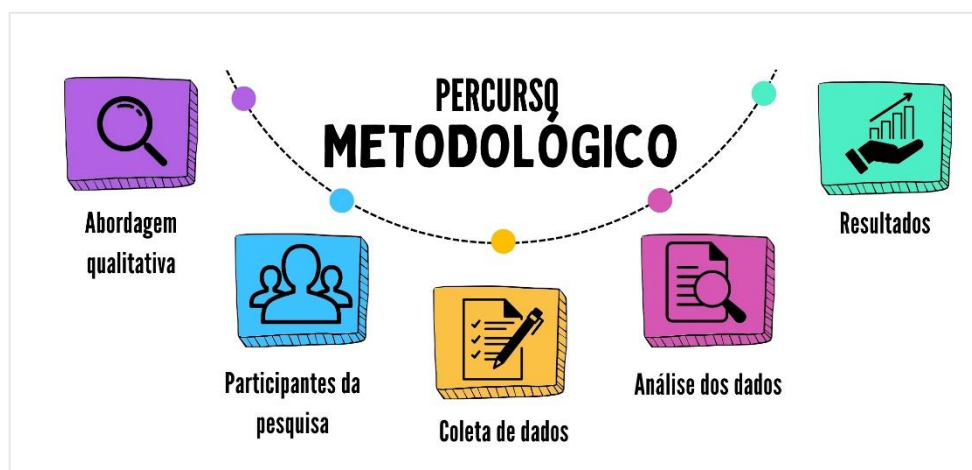 PERCURSO
METODOLÓGICO
Abordagem
qualitativa
Participantes da
pesquisa
Coleta de dados
Análise dos dados
Resultados